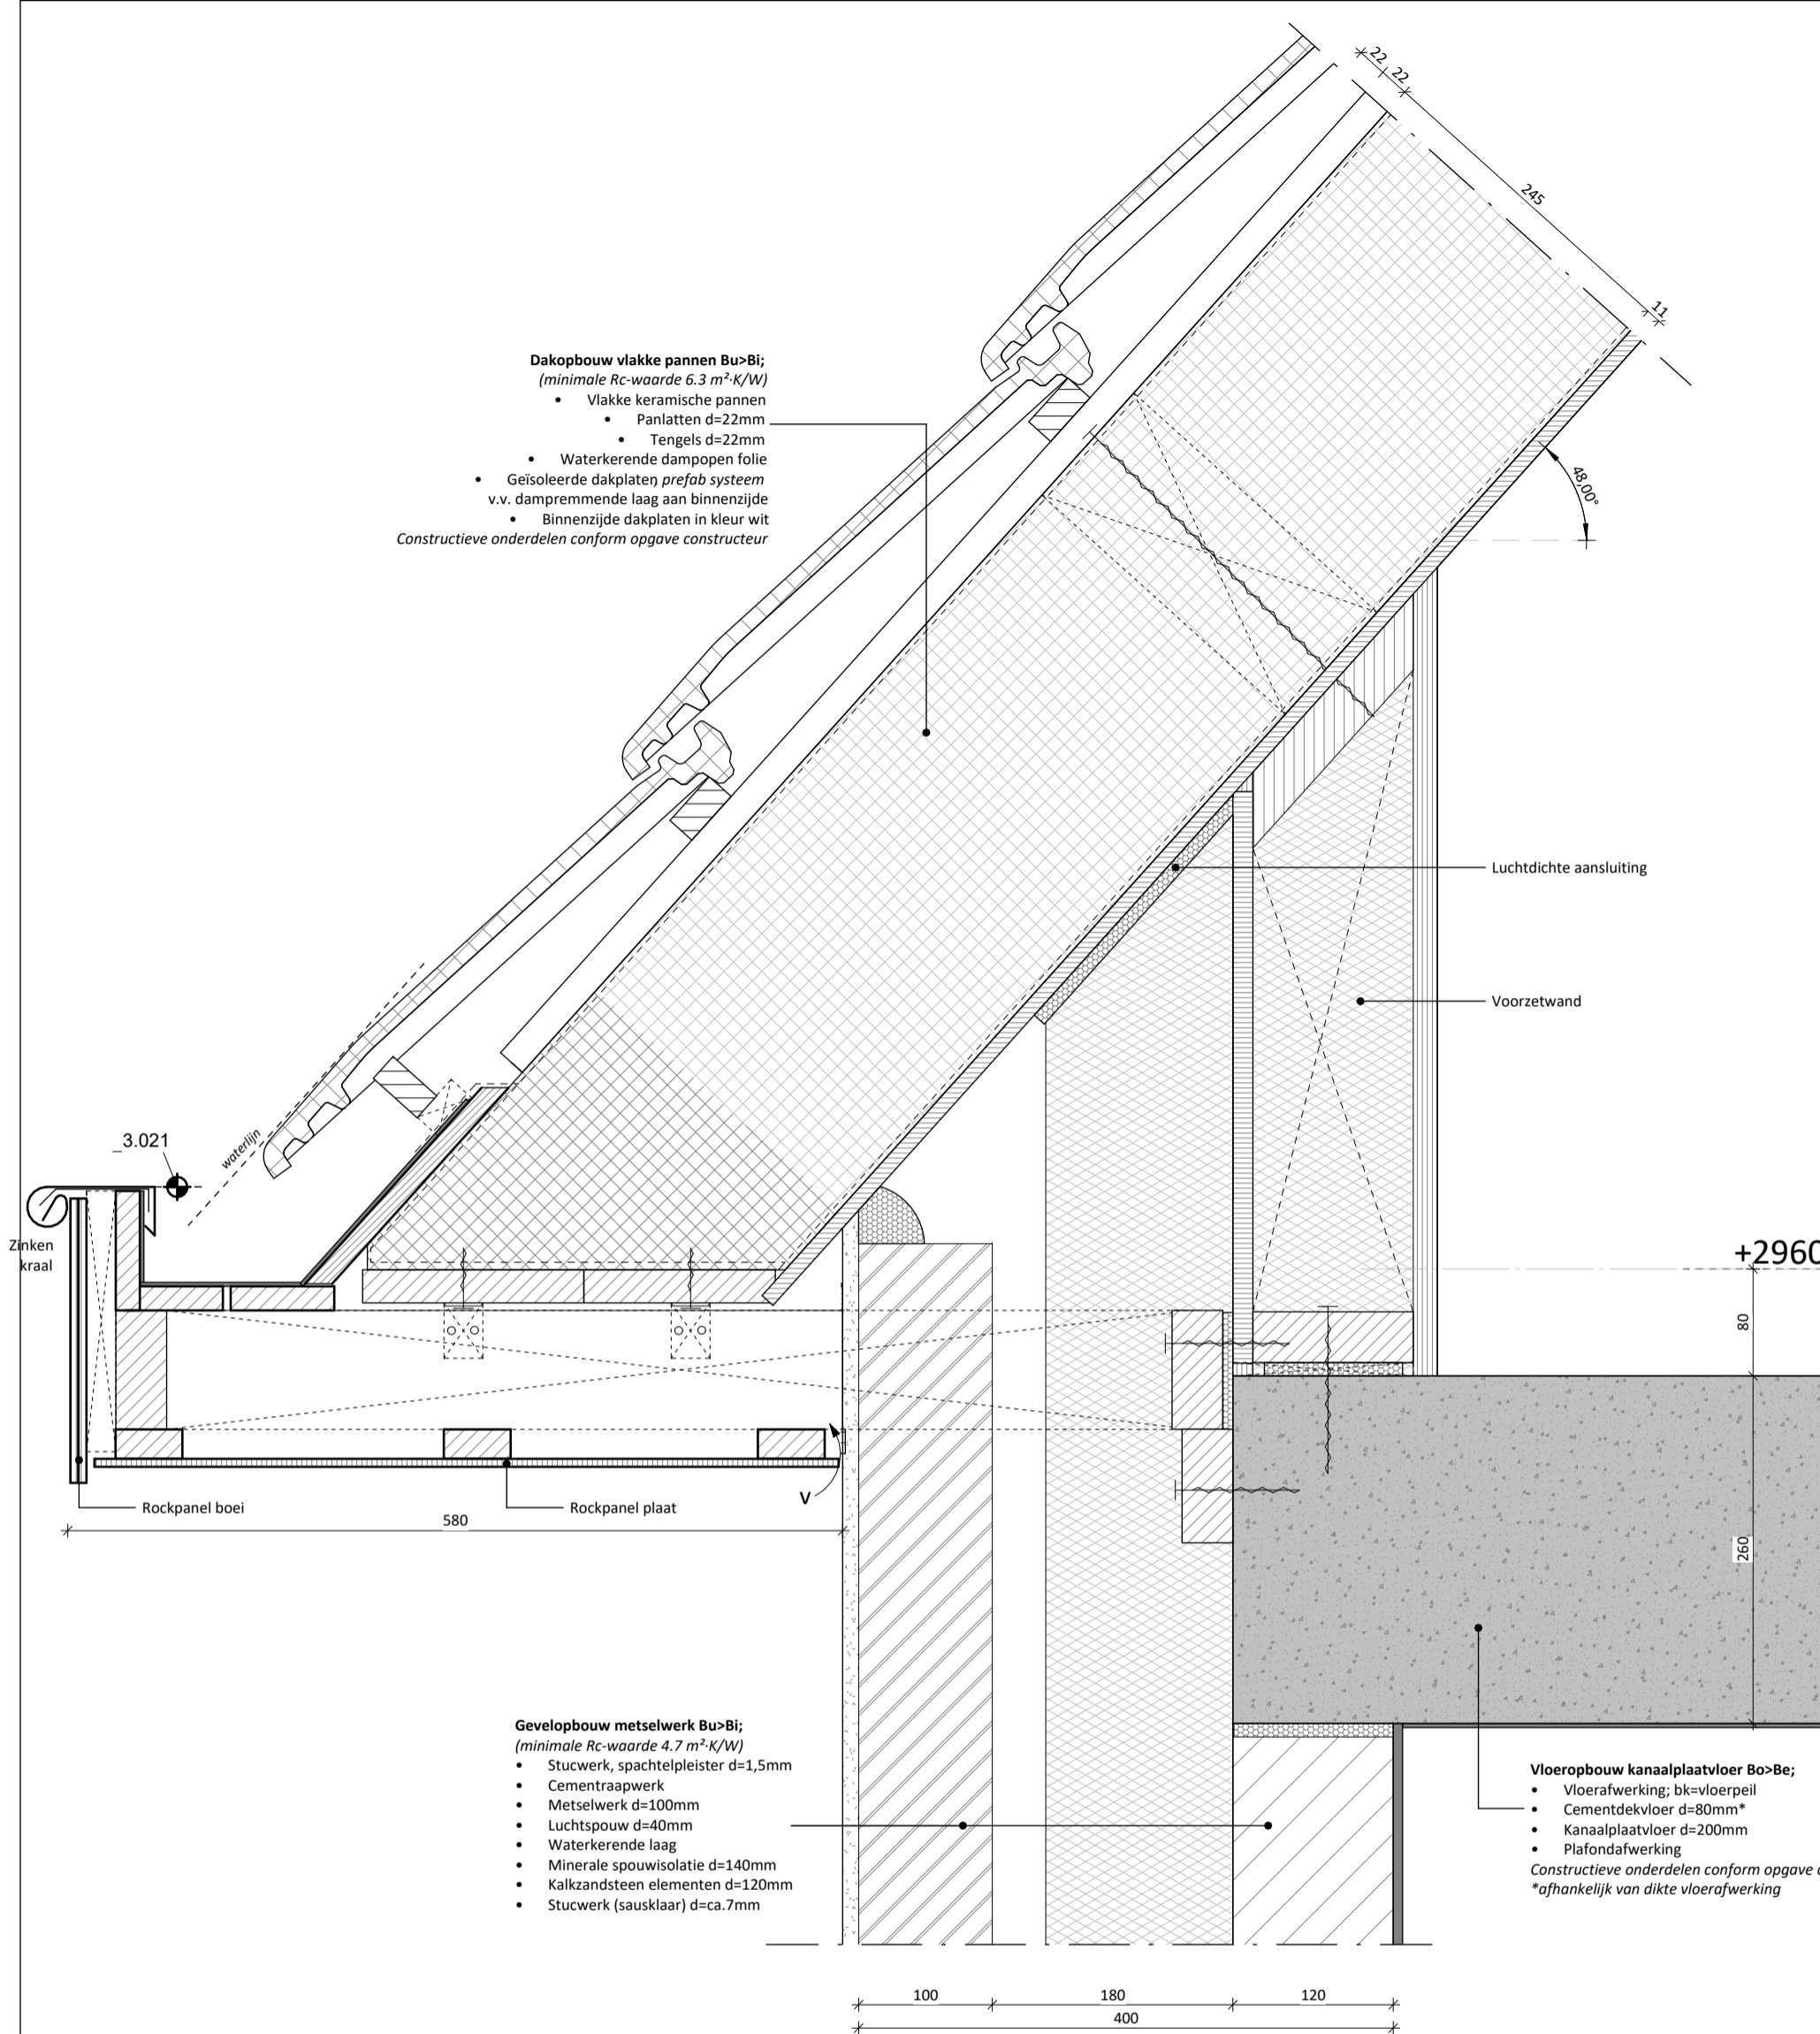 22
22
245
11
48,00°
Dakopbouw vlakke pannen Bu>Bi;
(minimale Rc-waarde 6.3 m²·K/W)
• Vlakke keramische pannen
• Panlatten d=22mm
• Tengels d=22mm
• Waterkerende dampopen folie
• Geïsoleerde dakplaten, prefab systeem
v.v. dampremmende laag aan binnenzijde
• Binnenzijde dakplaten in kleur wit
Constructieve onderdelen conform opgave constructeur
Luchtdichte aansluiting
Voorzetwand
_3.021
waterlijn
Zinken
kraal
+2960
80
260
V
Rockpanel boei
Rockpanel plaat
580
Gevelopbouw metselwerk Bu>Bi;
(minimale Rc-waarde 4.7 m²·K/W)
• Stucwerk, spachtelpleister d=1,5mm
• Cementraapwerk
• Metselwerk d=100mm
• Luchtspouw d=40mm
• Waterkerende laag
• Minerale spouwisolatie d=140mm
• Kalkzandsteen elementen d=120mm
• Stucwerk (sausklaar) d=ca.7mm
Vloeropbouw kanaalplaatvloer Bo>Be;
• Vloerafwerking; bk=vloerpeil
• Cementdekvloer d=80mm*
• Kanaalplaatvloer d=200mm
• Plafondafwerking
Constructieve onderdelen conform opgave
*afhankelijk van dikte vloerafwerking
100
180
120
400